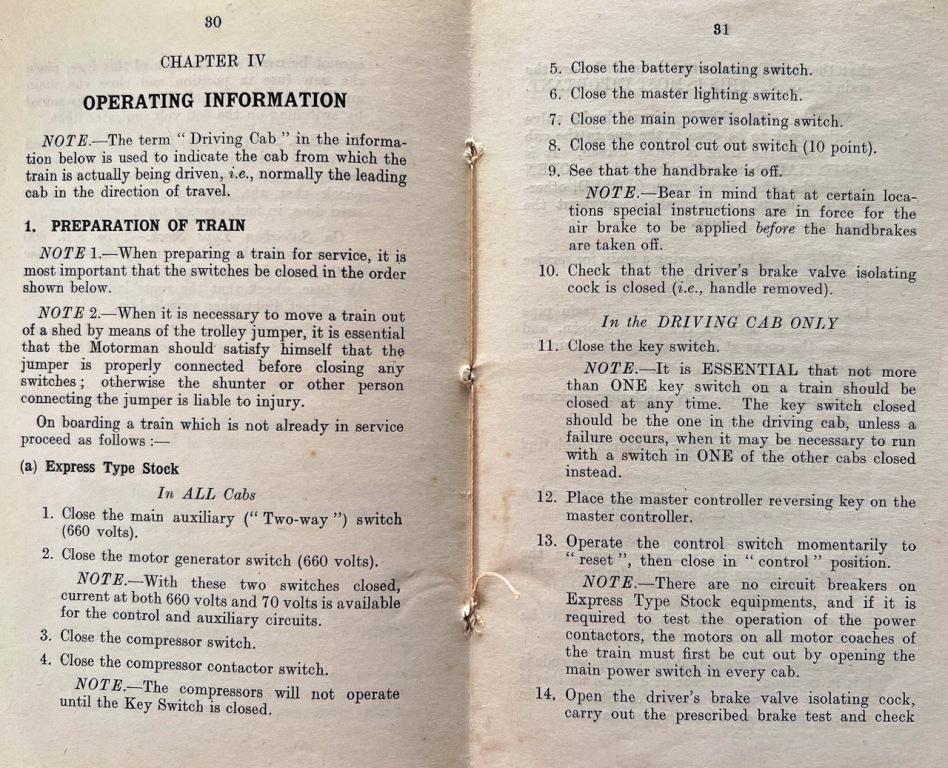 30
CHAPTER IV
OPERATING INFORMATION
NOTE.—The term “ Driving Cab ” in the informa-
tion below is used to indicate the cab from which the
train is actually being driven, i.e., normally the leading
cab in the direction of travel.
1. PREPARATION OF TRAIN
NOTE 1.—When preparing a train for service, it is
most important that the switches be closed in the order
shown below.
NOTE 2.—When it is necessary to move a train out
of a shed by means of the trolley jumper, it is essential
that the Motorman should satisfy himself that the
jumper is properly connected before closing any
switches ; otherwise the shunter or other person
connecting the jumper is liable to injury.
On boarding a train which is not already in service
proceed as follows :—
(a) Express Type Stock
In ALL Cabs
1. Close the main auxiliary (“ Two-way ”) switch
(660 volts).
2. Close the motor generator switch (660 volts).
NOTE.—With these two switches closed,
current at both 660 volts and 70 volts is available
for the control and auxiliary circuits.
3. Close the compressor switch.
4. Close the compressor contactor switch.
NOTE.—The compressors will not operate
until the Key Switch is closed.
31
5. Close the battery isolating switch.
6. Close the master lighting switch.
7. Close the main power isolating switch.
8. Close the control cut out switch (10 point).
9. See that the handbrake is off.
NOTE.—Bear in mind that at certain loca-
tions special instructions are in force for the
air brake to be applied before the handbrakes
are taken off.
10. Check that the driver's brake valve isolating
cock is closed (i.e., handle removed).
In the DRIVING CAB ONLY
11. Close the key switch.
NOTE.—It is ESSENTIAL that not more
than ONE key switch on a train should be
closed at any time. The key switch closed
should be the one in the driving cab, unless a
failure occurs, when it may be necessary to run
with a switch in ONE of the other cabs closed
instead.
12. Place the master controller reversing key on the
master controller.
13. Operate the control switch momentarily to
“ reset ”, then close in “ control ” position.
NOTE.—There are no circuit breakers on
Express Type Stock equipments, and if it is
required to test the operation of the power
contactors, the motors on all motor coaches of
the train must first be cut out by opening the
main power switch in every cab.
14. Open the driver's brake valve isolating cock,
carry out the prescribed brake test and check